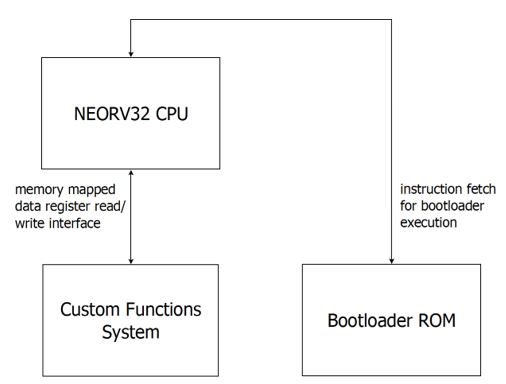 NEORV32 CPU
memory mapped
data register read/
write interface
instruction fetch
for bootloader
execution
Custom Functions
System
Bootloader ROM